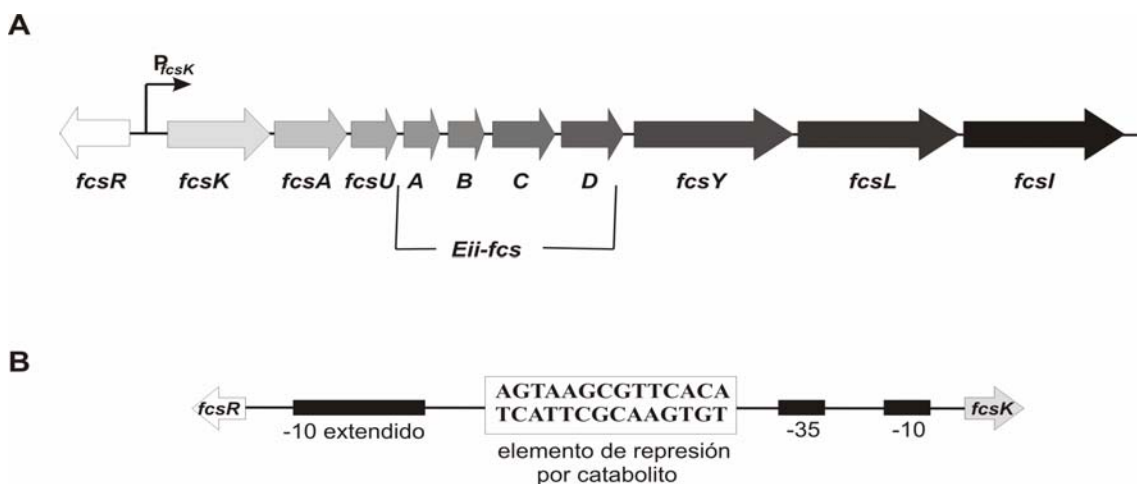 A
PfcsK
fcsR fcsK fcsA fcsU A B C D fcsY fcsL fcsI
Eii-fcs
B
fcsR
-10 extendido
AGTAAGCGTTCACA
TCATTCGCAAGTGT
elemento de represión
por catabolito
-35
-10
fcsK